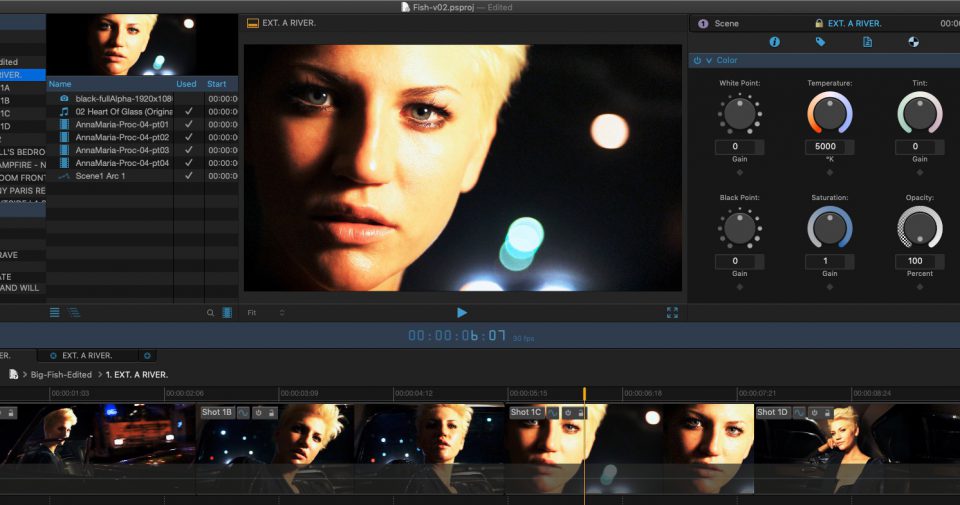 Fish-v02.psproj — Edited
dited
RIVER.
1A
1B
1C
1D
2
LL'S BEDRO
AMPFIRE - N
OOM FRONT
NY PARIS RE
RAVE
ATE
AND WILL
Name Used Start
black-fullAlpha-1920x108 00:00:0
02 Heart Of Glass (Origina ✓ 00:00:0
AnnaMaria-Proc-04-pt01 ✓ 00:00:0
AnnaMaria-Proc-04-pt02 ✓ 00:00:0
AnnaMaria-Proc-04-pt03 ✓ 00:00:0
AnnaMaria-Proc-04-pt04 ✓ 00:00:0
Scene1 Arc 1 ✓ 00:00:0
EXT. A RIVER.
Fit
1 Scene EXT. A RIVER. 00:00
Color
White Point: Temperature: Tint:
0 5000 0
Gain °K Gain
Black Point: Saturation: Opacity:
0 1 100
Gain Gain Percent
00:00:06:07 30 fps
ER. EXT. A RIVER.
Big-Fish-Edited > 1. EXT. A RIVER.
00:00:01:03 00:00:02:06 00:00:03:09 00:00:04:12 00:00:05:15 00:00:06:18 00:00:07:21 00:00:08:24
Shot 1B Shot 1C Shot 1D